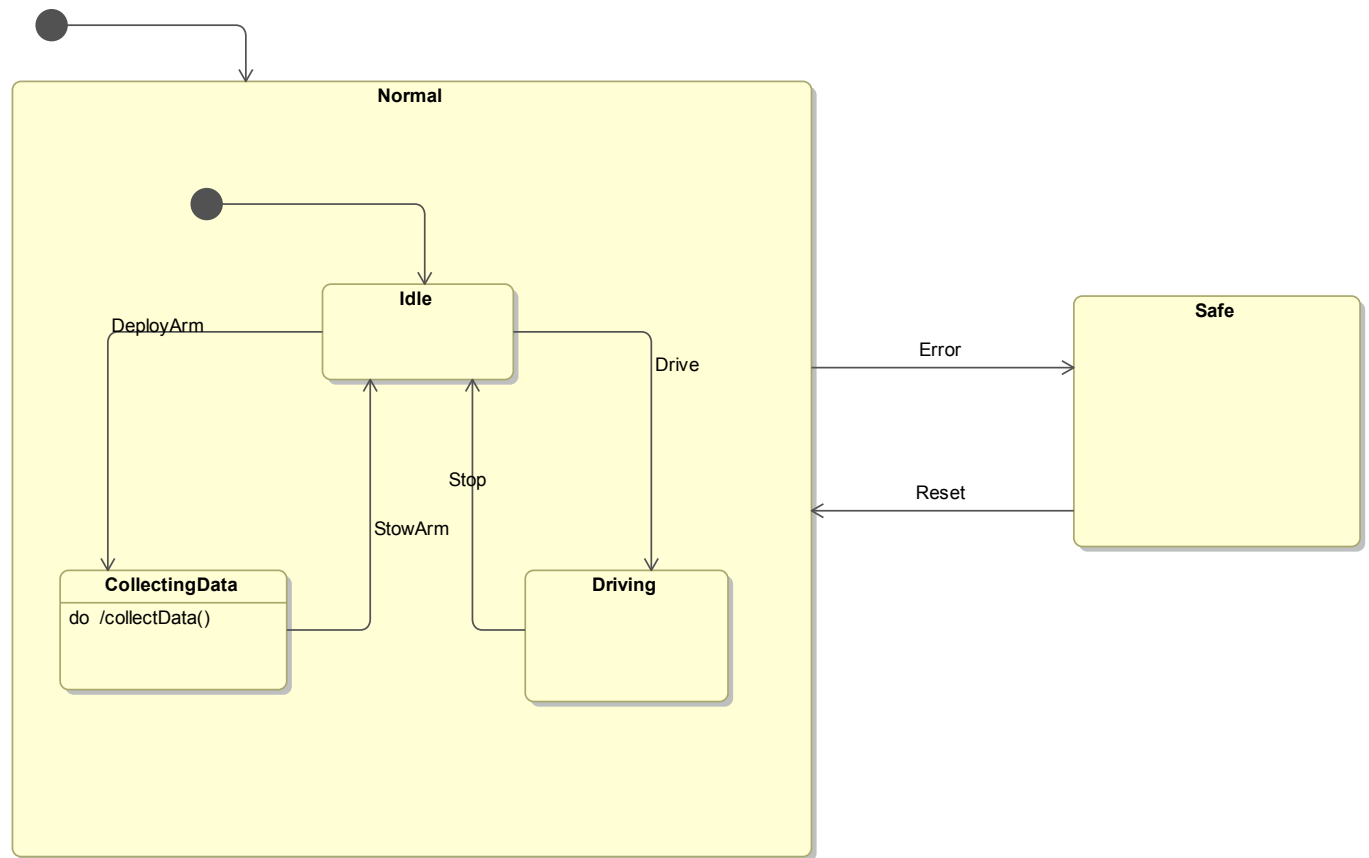 Normal
Idle
DeployArm
Drive
Stop
StowArm
CollectingData
do  /collectData()
Driving
Safe
Error
Reset